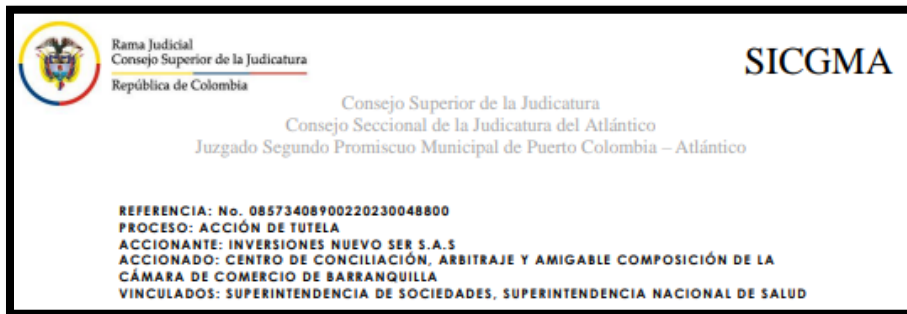 Rama Judicial
Consejo Superior de la Judicatura
República de Colombia
SICGMA
Consejo Superior de la Judicatura
Consejo Seccional de la Judicatura del Atlántico
Juzgado Segundo Promiscuo Municipal de Puerto Colombia – Atlántico
REFERENCIA: No. 08573408900220230048800
PROCESO: ACCIÓN DE TUTELA
ACCIONANTE: INVERSIONES NUEVO SER S.A.S
ACCIONADO: CENTRO DE CONCILIACIÓN, ARBITRAJE Y AMIGABLE COMPOSICIÓN DE LA
CÁMARA DE COMERCIO DE BARRANQUILLA
VINCULADOS: SUPERINTENDENCIA DE SOCIEDADES, SUPERINTENDENCIA NACIONAL DE SALUD